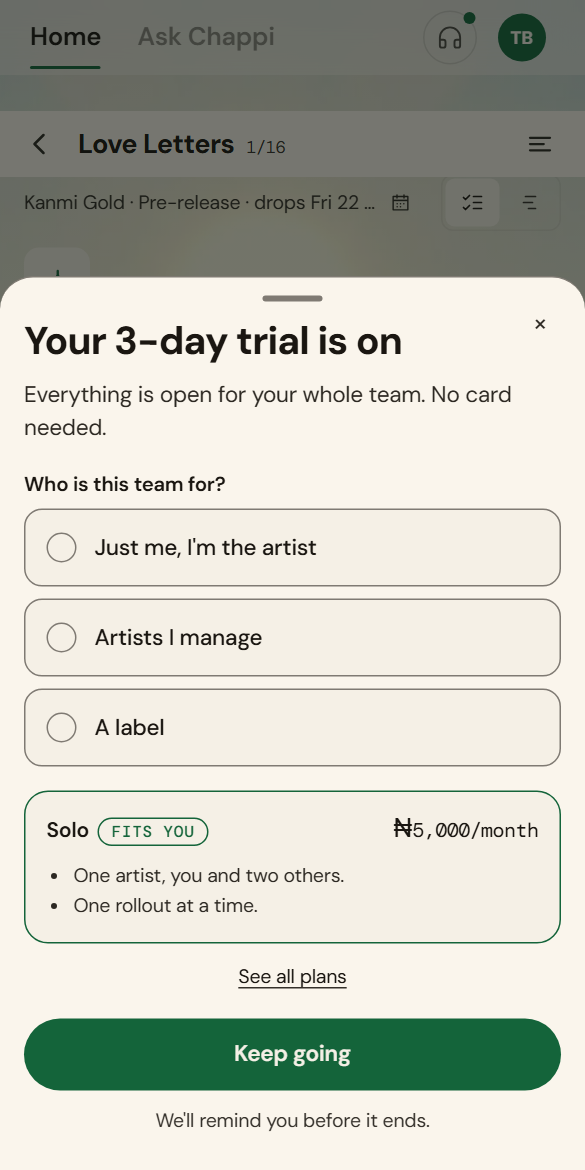 Home Ask Chappi TB
Love Letters 1/16
Kanmi Gold · Pre-release · drops Fri 22 ...
Your 3-day trial is on
×
Everything is open for your whole team. No card
needed.
Who is this team for?
Just me, I'm the artist
Artists I manage
A label
Solo FITS YOU ₦5,000/month
• One artist, you and two others.
• One rollout at a time.
See all plans
Keep going
We'll remind you before it ends.